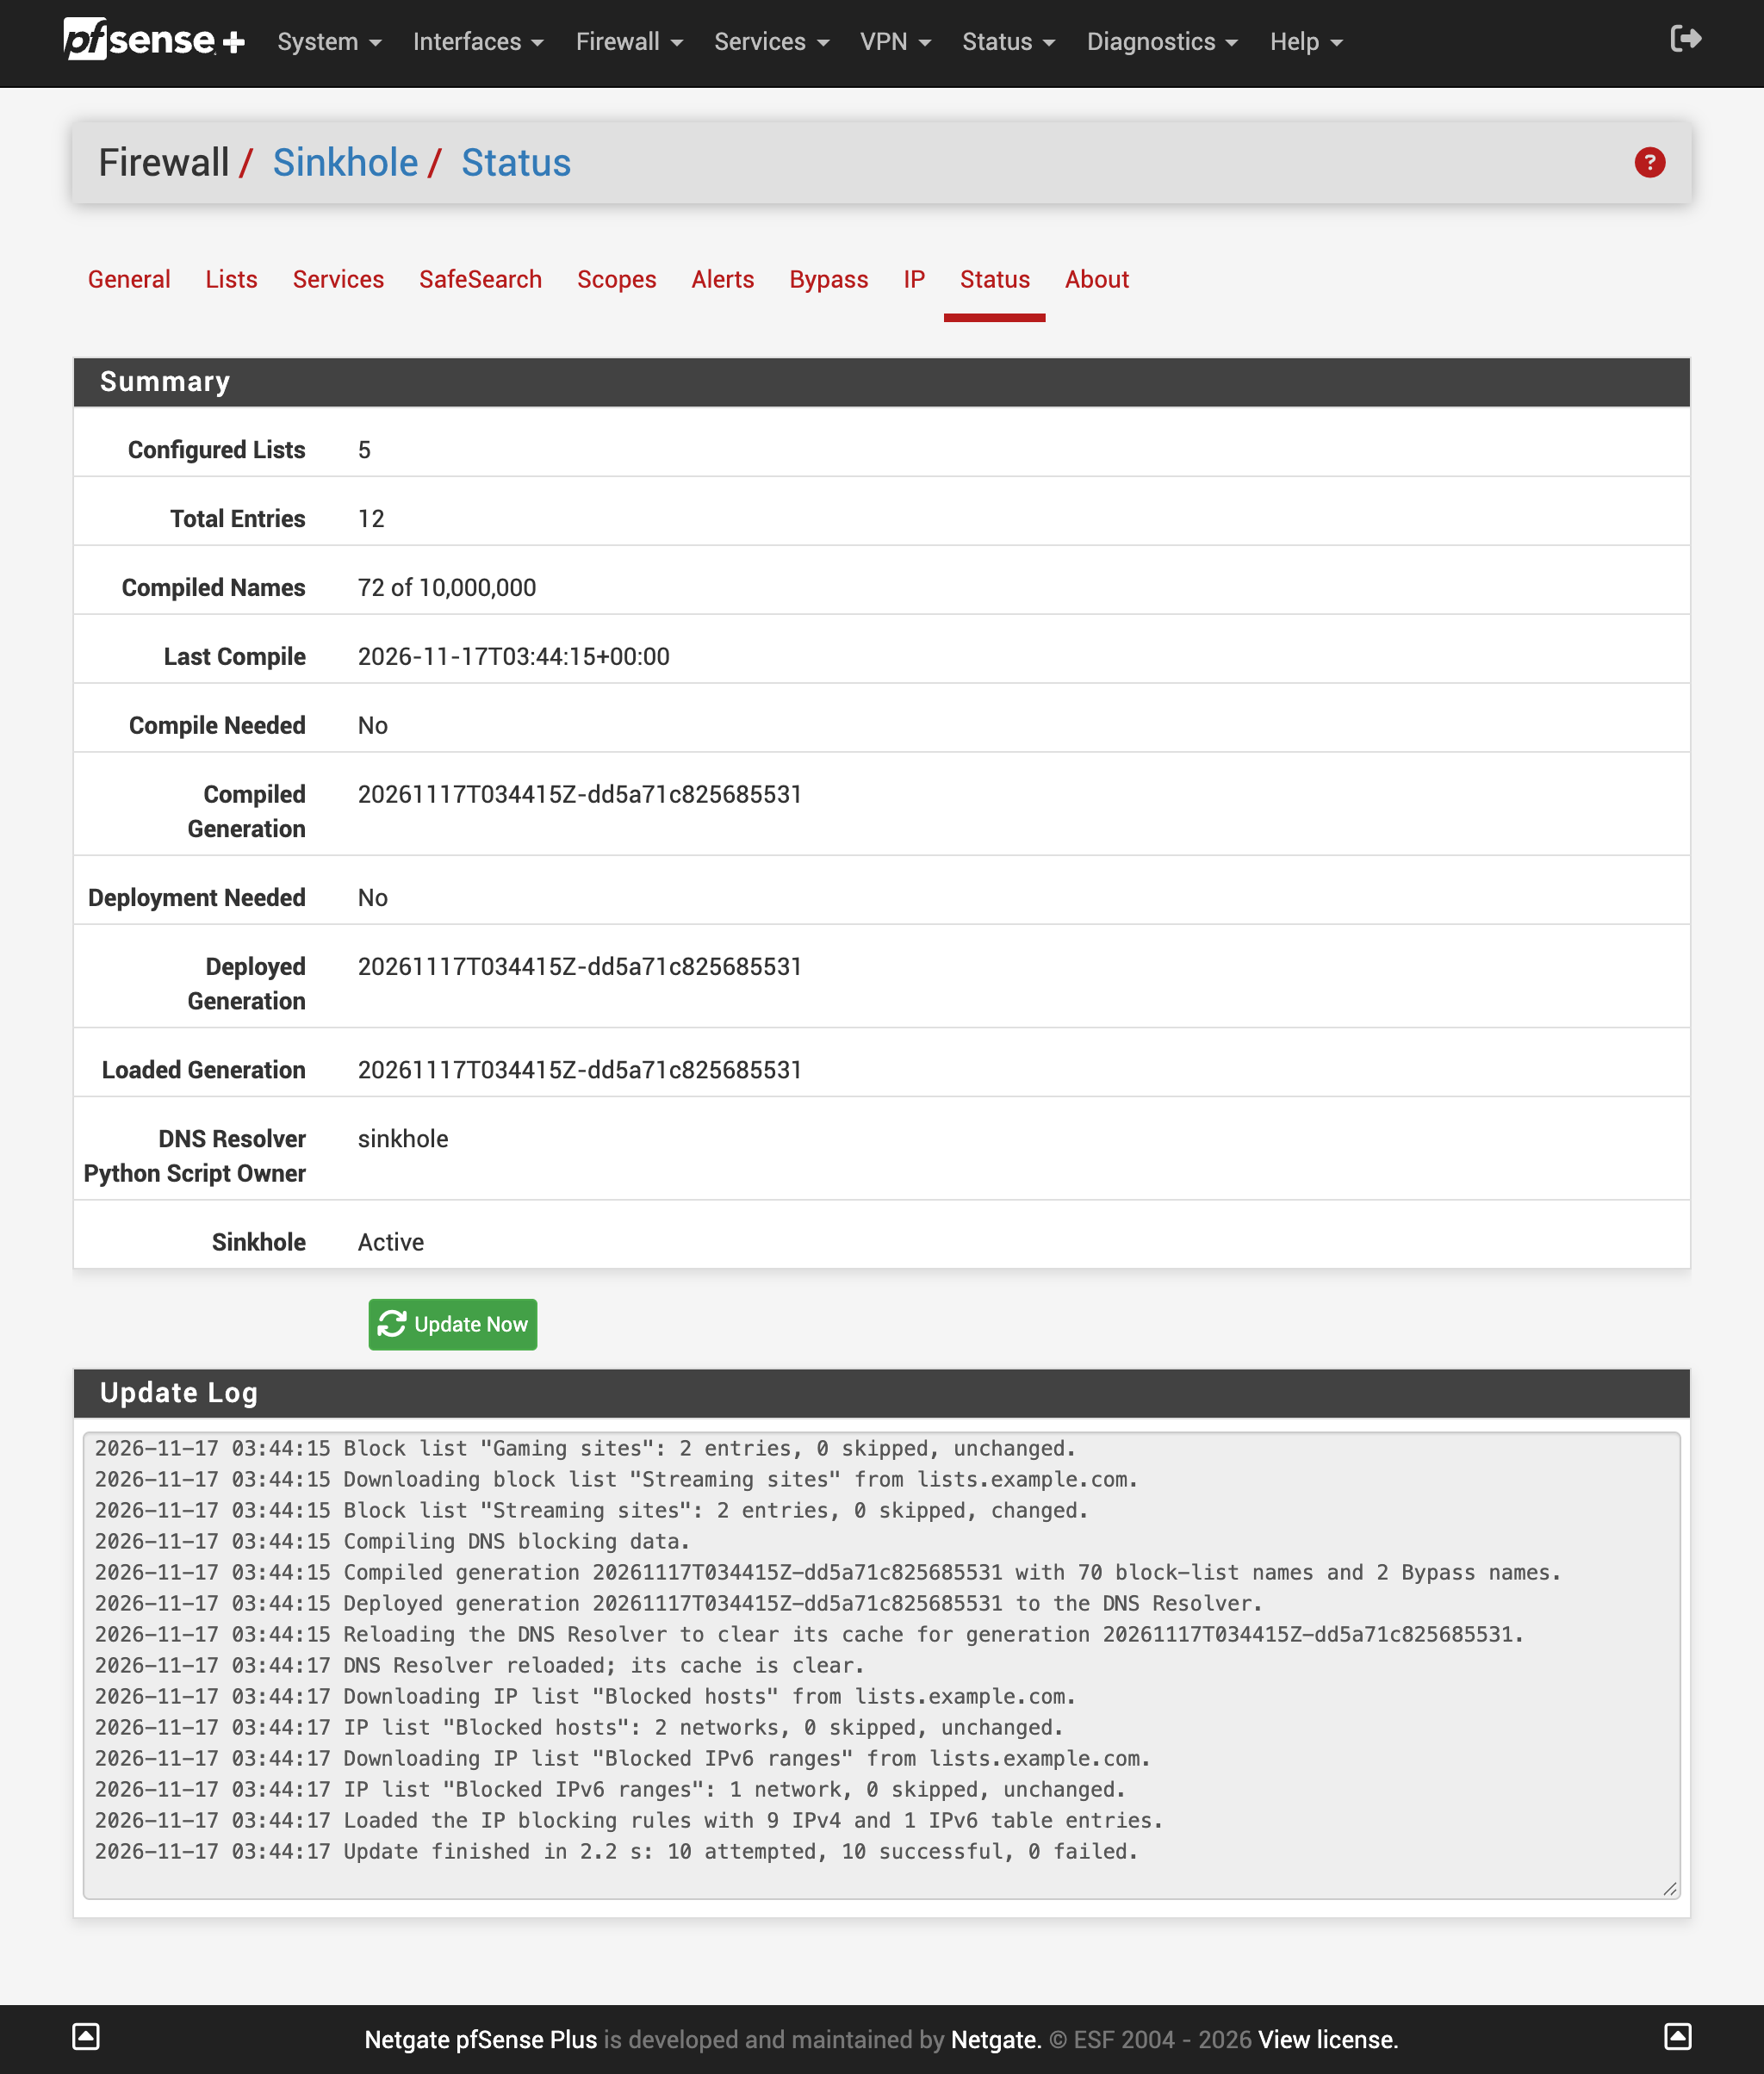 pfsense +
System
Interfaces
Firewall
Services
VPN
Status
Diagnostics
Help
Firewall / Sinkhole / Status
?
General
Lists
Services
SafeSearch
Scopes
Alerts
Bypass
IP
Status
About
Summary
Configured Lists 5
Total Entries 12
Compiled Names 72 of 10,000,000
Last Compile 2026-11-17T03:44:15+00:00
Compile Needed No
Compiled 20261117T034415Z-dd5a71c825685531
Generation
Deployment Needed No
Deployed 20261117T034415Z-dd5a71c825685531
Generation
Loaded Generation 20261117T034415Z-dd5a71c825685531
DNS Resolver sinkhole
Python Script Owner
Sinkhole Active
Update Now
Update Log
2026-11-17 03:44:15 Block list "Gaming sites": 2 entries, 0 skipped, unchanged.
2026-11-17 03:44:15 Downloading block list "Streaming sites" from lists.example.com.
2026-11-17 03:44:15 Block list "Streaming sites": 2 entries, 0 skipped, changed.
2026-11-17 03:44:15 Compiling DNS blocking data.
2026-11-17 03:44:15 Compiled generation 20261117T034415Z-dd5a71c825685531 with 70 block-list names and 2 Bypass names.
2026-11-17 03:44:15 Deployed generation 20261117T034415Z-dd5a71c825685531 to the DNS Resolver.
2026-11-17 03:44:15 Reloading the DNS Resolver to clear its cache for generation 20261117T034415Z-dd5a71c825685531.
2026-11-17 03:44:17 DNS Resolver reloaded; its cache is clear.
2026-11-17 03:44:17 Downloading IP list "Blocked hosts" from lists.example.com.
2026-11-17 03:44:17 IP list "Blocked hosts": 2 networks, 0 skipped, unchanged.
2026-11-17 03:44:17 Downloading IP list "Blocked IPv6 ranges" from lists.example.com.
2026-11-17 03:44:17 IP list "Blocked IPv6 ranges": 1 network, 0 skipped, unchanged.
2026-11-17 03:44:17 Loaded the IP blocking rules with 9 IPv4 and 1 IPv6 table entries.
2026-11-17 03:44:17 Update finished in 2.2 s: 10 attempted, 10 successful, 0 failed.
Netgate pfSense Plus is developed and maintained by Netgate. © ESF 2004 - 2026 View license.